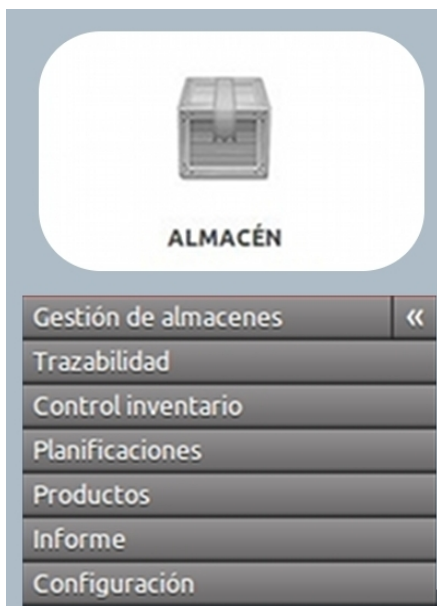 ALMACÉN
Gestión de almacenes «
Trazabilidad
Control inventario
Planificaciones
Productos
Informe
Configuración